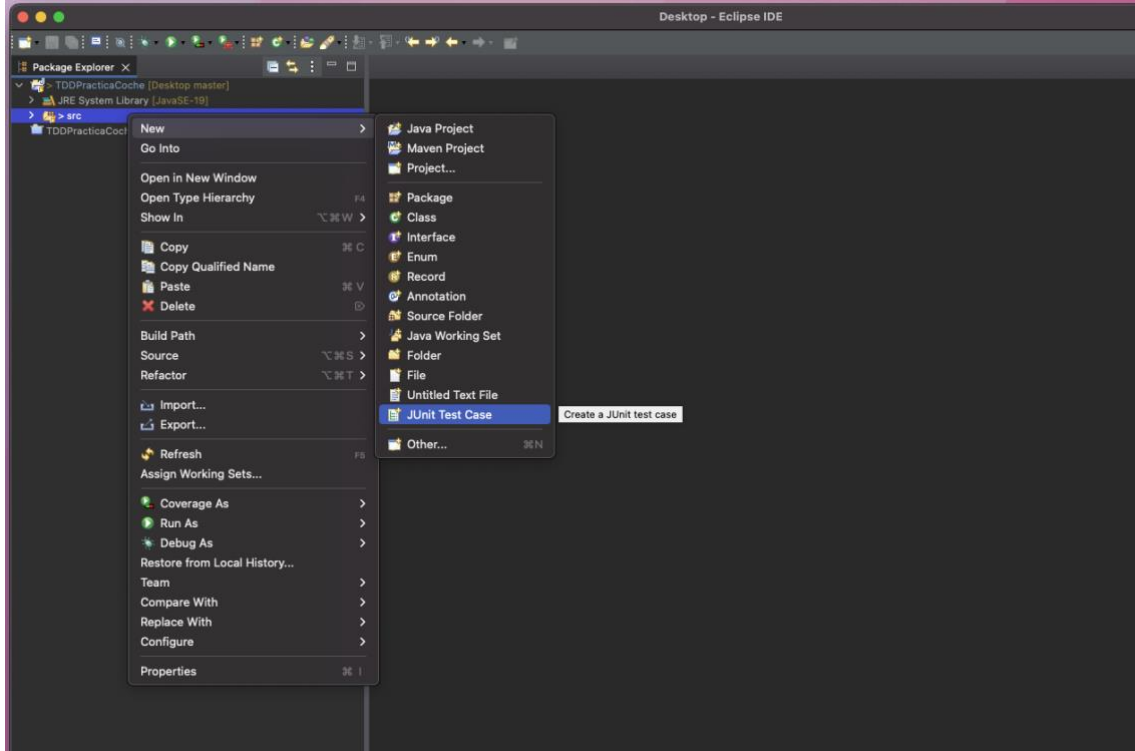 Desktop - Eclipse IDE
Package Explorer
> TDDPracticaCoche [Desktop master]
JRE System Library [JavaSE-19]
> src
TDDPracticaCoch
New
Go Into
Open in New Window
Open Type Hierarchy F4
Show In ⌥⌘W
Copy ⌘C
Copy Qualified Name
Paste ⌘V
Delete ⌦
Build Path
Source ⌥⌘S
Refactor ⌥⌘T
Import...
Export...
Refresh F5
Assign Working Sets...
Coverage As
Run As
Debug As
Restore from Local History...
Team
Compare With
Replace With
Configure
Properties ⌘I
Java Project
Maven Project
Project...
Package
Class
Interface
Enum
Record
Annotation
Source Folder
Java Working Set
Folder
File
Untitled Text File
JUnit Test Case
Create a JUnit test case
Other... ⌘N